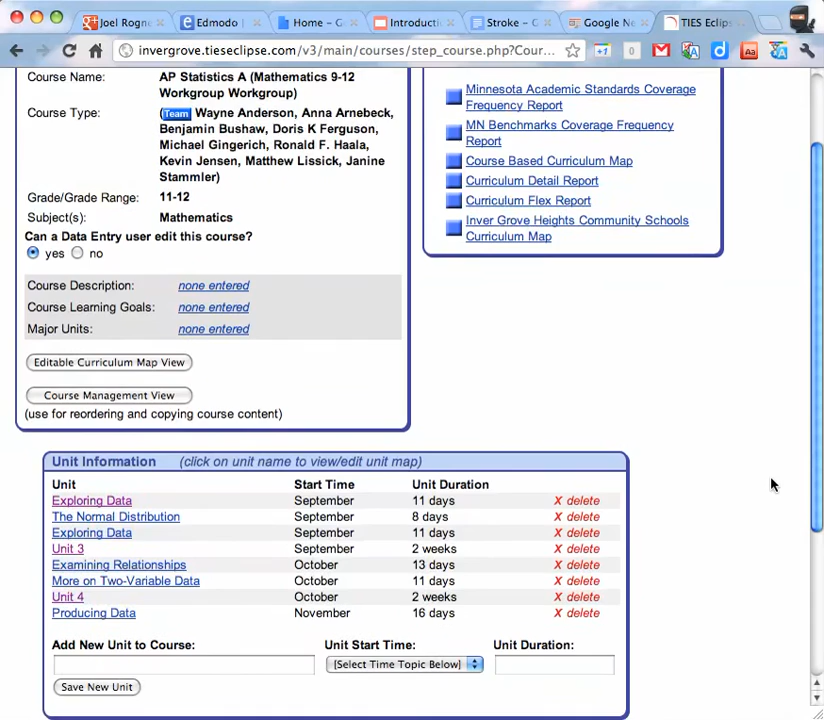 Joel Rogne
Edmodo |
Home – G
Introducti
Stroke – C
Google Ne
TIES Eclips
invergrove.tieseclipse.com/v3/main/courses/step_course.php?Cour...
Course Name: AP Statistics A (Mathematics 9-12
Workgroup Workgroup)
Course Type: (Team Wayne Anderson, Anna Arnebeck,
Benjamin Bushaw, Doris K Ferguson,
Michael Gingerich, Ronald F. Haala,
Kevin Jensen, Matthew Lissick, Janine
Stammler)
Grade/Grade Range: 11-12
Subject(s): Mathematics
Can a Data Entry user edit this course?
yes no
Course Description: none entered
Course Learning Goals: none entered
Major Units: none entered
Editable Curriculum Map View
Course Management View
(use for reordering and copying course content)
Minnesota Academic Standards Coverage
Frequency Report
MN Benchmarks Coverage Frequency
Report
Course Based Curriculum Map
Curriculum Detail Report
Curriculum Flex Report
Inver Grove Heights Community Schools
Curriculum Map
Unit Information (click on unit name to view/edit unit map)
Unit Start Time Unit Duration
Exploring Data September 11 days X delete
The Normal Distribution September 8 days X delete
Exploring Data September 11 days X delete
Unit 3 September 2 weeks X delete
Examining Relationships October 13 days X delete
More on Two-Variable Data October 11 days X delete
Unit 4 October 2 weeks X delete
Producing Data November 16 days X delete
Add New Unit to Course: Unit Start Time: Unit Duration:
[Select Time Topic Below]
Save New Unit